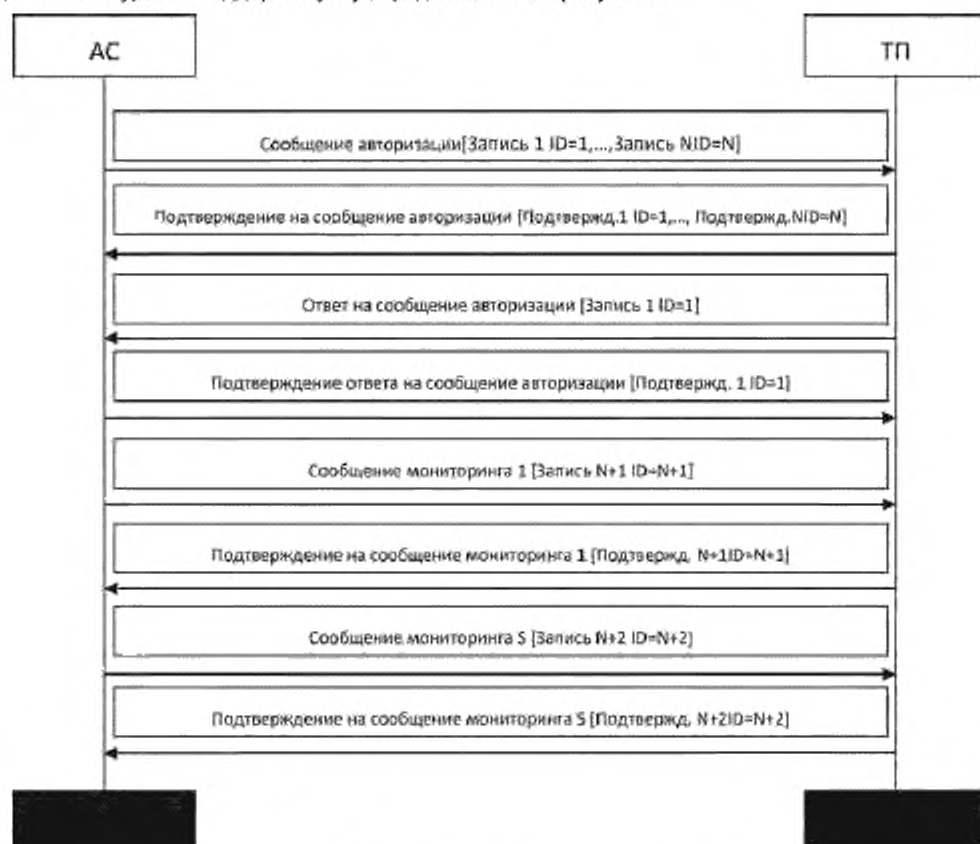 АС
ТП
Сообщение авторизации[Запись 1 ID=1,...,Запись NID=N]
Подтверждение на сообщение авторизации [Подтвержд.1 ID=1,..., Подтвержд.NID=N]
Ответ на сообщение авторизации [Запись 1 ID=1]
Подтверждение ответа на сообщение авторизации [Подтвержд. 1 ID=1]
Сообщение мониторинга 1 [Запись N+1 ID=N+1]
Подтверждение на сообщение мониторинга 1 [Подтвержд. N+1ID=N+1]
Сообщение мониторинга S [Запись N+2 ID=N+2]
Подтверждение на сообщение мониторинга S [Подтвержд. N+2ID=N+2]